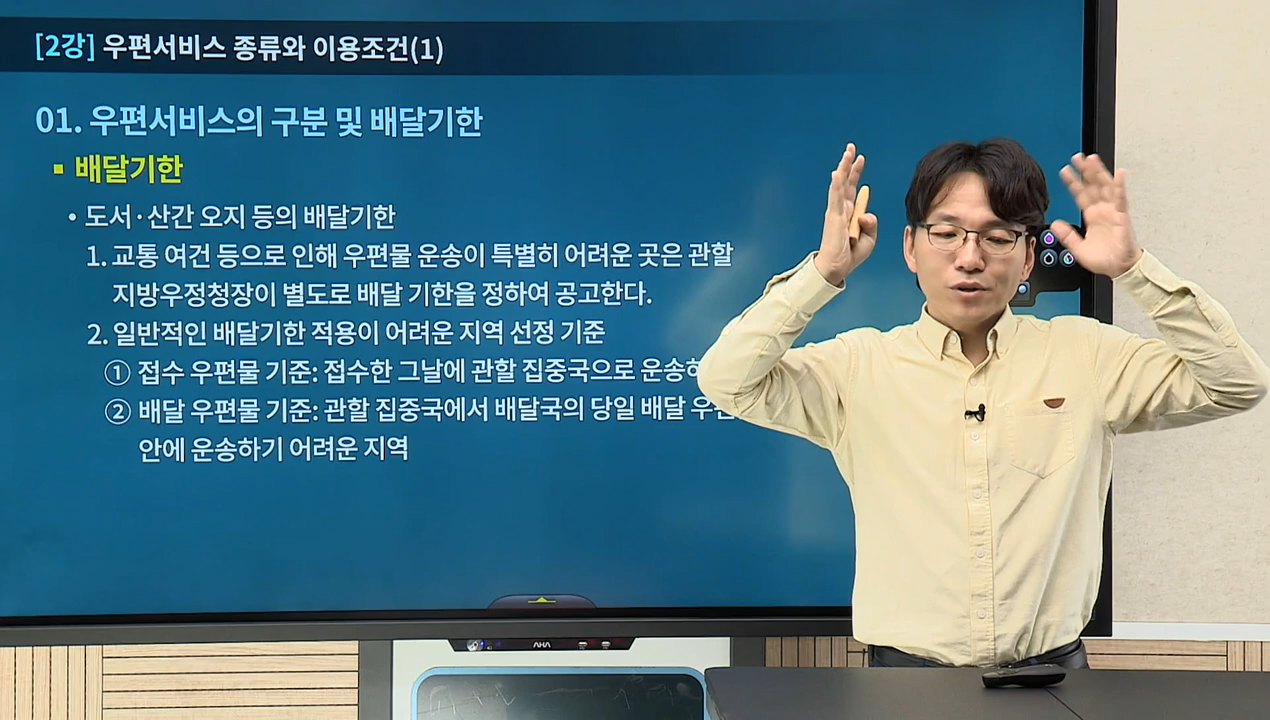 [2강] 우편서비스 종류와 이용조건(1)
01. 우편서비스의 구분 및 배달기한
▪ 배달기한
• 도서·산간 오지 등의 배달기한
1. 교통 여건 등으로 인해 우편물 운송이 특별히 어려운 곳은 관할
지방우정청장이 별도로 배달 기한을 정하여 공고한다.
2. 일반적인 배달기한 적용이 어려운 지역 선정 기준
① 접수 우편물 기준: 접수한 그날에 관할 집중국으로
② 배달 우편물 기준: 관할 집중국에서 배달국의 당일 배달
안에 운송하기 어려운 지역
AHA